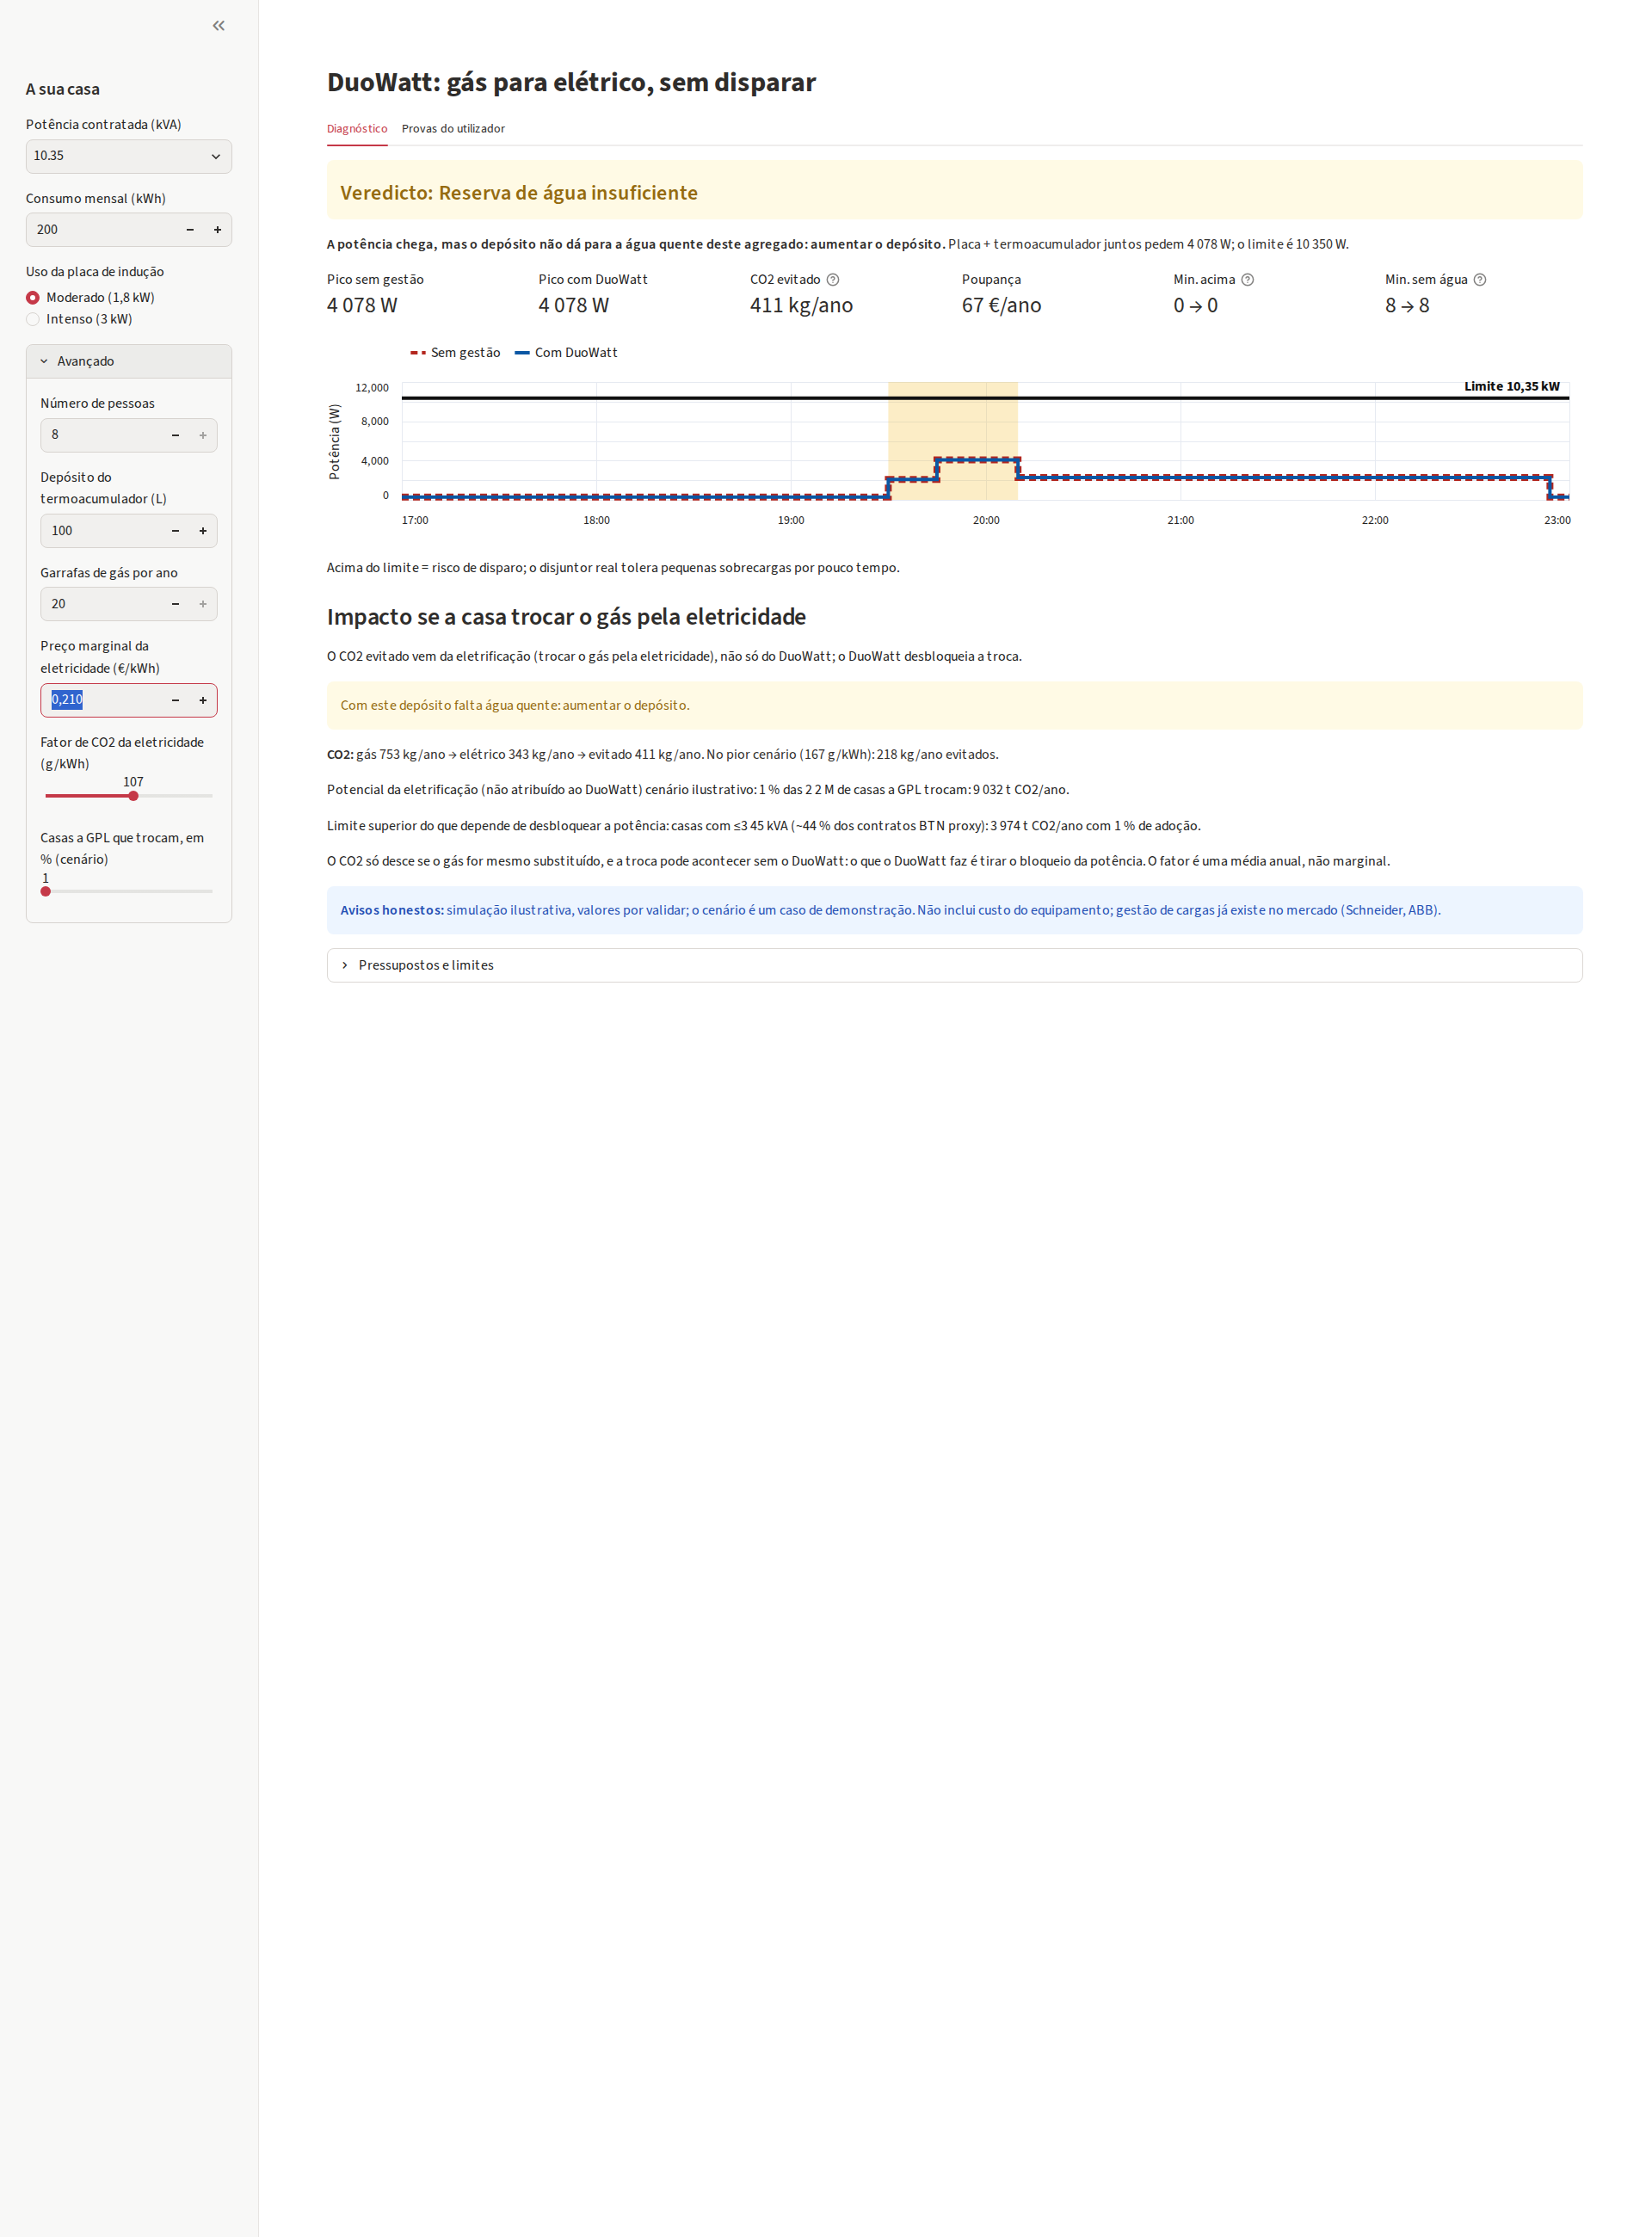 A sua casa
Potência contratada (kVA)
10.35
Consumo mensal (kWh)
200
Uso da placa de indução
Moderado (1,8 kW)
Intenso (3 kW)
Avançado
Número de pessoas
8
Depósito do
termoacumulador (L)
100
Garrafas de gás por ano
20
Preço marginal da
eletricidade (€/kWh)
0,210
Fator de CO2 da eletricidade
(g/kWh)
107
Casas a GPL que trocam, em
% (cenário)
1
DuoWatt: gás para elétrico, sem disparar
Diagnóstico Provas do utilizador
Veredicto: Reserva de água insuficiente
A potência chega, mas o depósito não dá para a água quente deste agregado: aumentar o depósito. Placa + termoacumulador juntos pedem 4 078 W; o limite é 10 350 W.
Pico sem gestão Pico com DuoWatt CO2 evitado Poupança Min. acima Min. sem água
4 078 W 4 078 W 411 kg/ano 67 €/ano 0 → 0 8 → 8
Sem gestão Com DuoWatt
Limite 10,35 kW
Potência (W)
12,000
8,000
4,000
0
17:00 18:00 19:00 20:00 21:00 22:00 23:00
Acima do limite = risco de disparo; o disjuntor real tolera pequenas sobrecargas por pouco tempo.
Impacto se a casa trocar o gás pela eletricidade
O CO2 evitado vem da eletrificação (trocar o gás pela eletricidade), não só do DuoWatt; o DuoWatt desbloqueia a troca.
Com este depósito falta água quente: aumentar o depósito.
CO2: gás 753 kg/ano → elétrico 343 kg/ano → evitado 411 kg/ano. No pior cenário (167 g/kWh): 218 kg/ano evitados.
Potencial da eletrificação (não atribuído ao DuoWatt) cenário ilustrativo: 1 % das 2 2 M de casas a GPL trocam: 9 032 t CO2/ano.
Limite superior do que depende de desbloquear a potência: casas com ≤3 45 kVA (~44 % dos contratos BTN proxy): 3 974 t CO2/ano com 1 % de adoção.
O CO2 só desce se o gás for mesmo substituído, e a troca pode acontecer sem o DuoWatt: o que o DuoWatt faz é tirar o bloqueio da potência. O fator é uma média anual, não marginal.
Avisos honestos: simulação ilustrativa, valores por validar; o cenário é um caso de demonstração. Não inclui custo do equipamento; gestão de cargas já existe no mercado (Schneider, ABB).
Pressupostos e limites